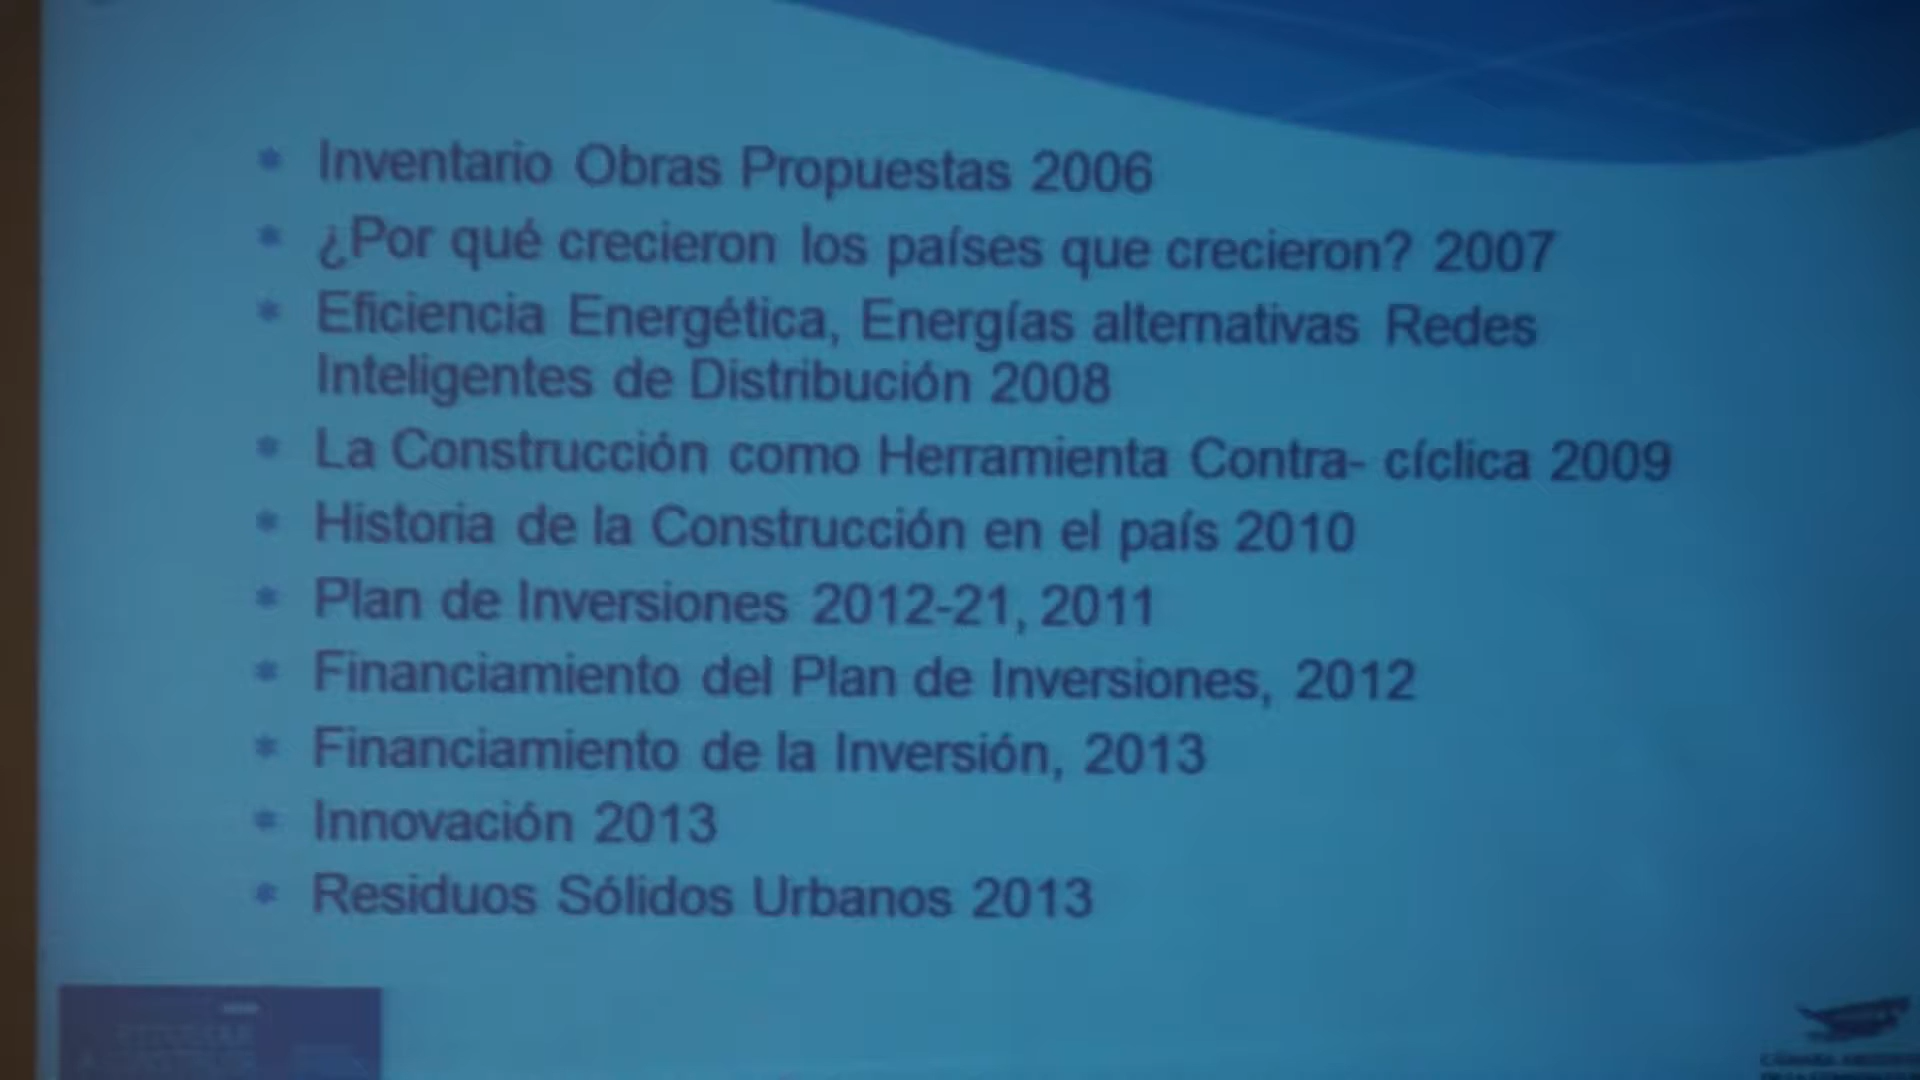 * Inventario Obras Propuestas 2006
* ¿Por qué crecieron los países que crecieron? 2007
* Eficiencia Energética, Energías alternativas Redes
Inteligentes de Distribución 2008
* La Construcción como Herramienta Contra- cíclica 2009
* Historia de la Construcción en el país 2010
* Plan de Inversiones 2012-21, 2011
* Financiamiento del Plan de Inversiones, 2012
* Financiamiento de la Inversión, 2013
* Innovación 2013
* Residuos Sólidos Urbanos 2013